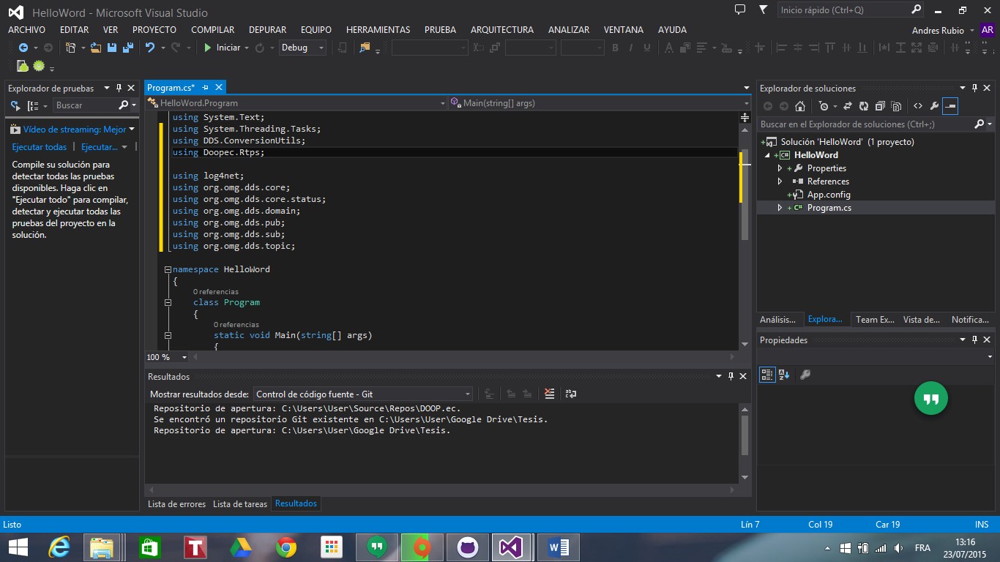 HelloWord - Microsoft Visual Studio
Inicio rápido (Ctrl+Q)
ARCHIVO EDITAR VER PROYECTO COMPILAR DEPURAR EQUIPO HERRAMIENTAS PRUEBA ARQUITECTURA ANALIZAR VENTANA AYUDA
Andres Rubio AR
Iniciar Debug
Explorador de pruebas
Buscar
Vídeo de streaming: Mejor
Ejecutar todas | Ejecutar... |
Compile su solución para
detectar todas las pruebas
disponibles. Haga clic en
"Ejecutar todo" para compilar,
detectar y ejecutar todas las
pruebas del proyecto en la
solución.
Program.cs*
HelloWord.Program
Main(string[] args)
using System.Text;
using System.Threading.Tasks;
using DDS.ConversionUtils;
using Doopec.Rtps;
using log4net;
using org.omg.dds.core;
using org.omg.dds.core.status;
using org.omg.dds.domain;
using org.omg.dds.pub;
using org.omg.dds.sub;
using org.omg.dds.topic;
namespace HelloWord
{
0 referencias
class Program
{
0 referencias
static void Main(string[] args)
{
100 %
Resultados
Mostrar resultados desde: Control de código fuente - Git
Repositorio de apertura: C:\Users\User\Source\Repos\DOOP.ec.
Se encontró un repositorio Git existente en C:\Users\User\Google Drive\Tesis.
Repositorio de apertura: C:\Users\User\Google Drive\Tesis.
Lista de errores Lista de tareas Resultados
Explorador de soluciones
Buscar en el Explorador de soluciones (Ctrl+;)
Solución 'HelloWord' (1 proyecto)
C# HelloWord
Properties
References
App.config
C# Program.cs
Análisis... Explora... Team Ex... Vista de... Notifica...
Propiedades
Listo
Lín 7 Col 19 Car 19 INS
FRA
13:16
23/07/2015